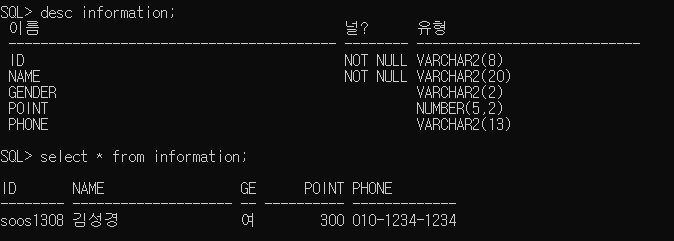 SQL> desc information;
이름 널? 유형
----------------------------------------- -------- ----------------------------
ID NOT NULL VARCHAR2(8)
NAME NOT NULL VARCHAR2(20)
GENDER VARCHAR2(2)
POINT NUMBER(5,2)
PHONE VARCHAR2(13)
SQL> select * from information;
ID NAME GE POINT PHONE
-------- -------------------- -- ---------- -------------
soos1308 김성경 여 300 010-1234-1234